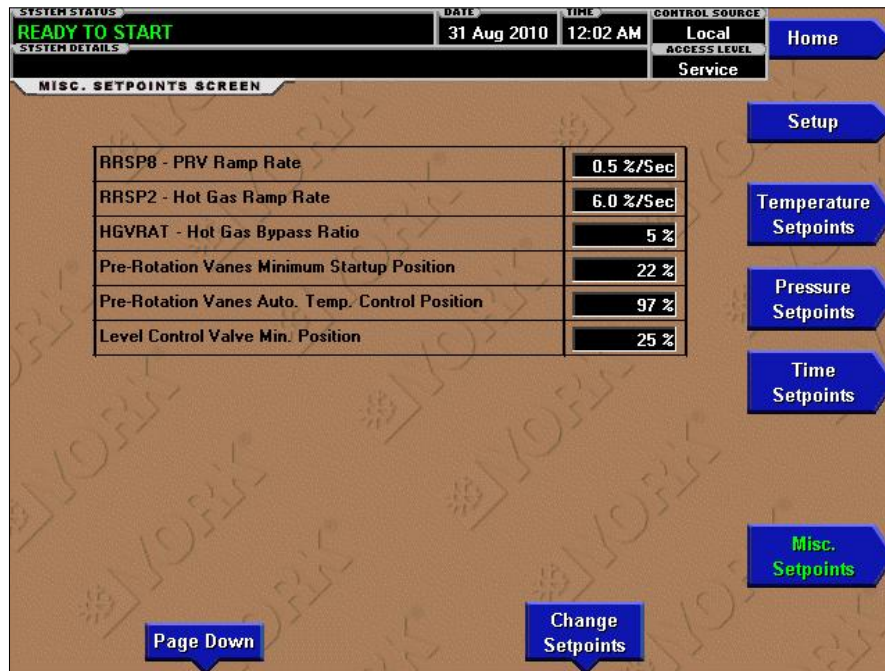 SYSTEM STATUS
READY TO START
SYSTEM DETAILS
DATE
31 Aug 2010
TIME
12:02 AM
CONTROL SOURCE
Local
ACCESS LEVEL
Service
MISC. SETPOINTS SCREEN
Home
Setup
Temperature
Setpoints
Pressure
Setpoints
Time
Setpoints
Misc.
Setpoints
RRSP8 - PRV Ramp Rate 0.5 %/Sec
RRSP2 - Hot Gas Ramp Rate 6.0 %/Sec
HGVRAT - Hot Gas Bypass Ratio 5 %
Pre-Rotation Vanes Minimum Startup Position 22 %
Pre-Rotation Vanes Auto. Temp. Control Position 97 %
Level Control Valve Min. Position 25 %
Page Down
Change
Setpoints
YORK